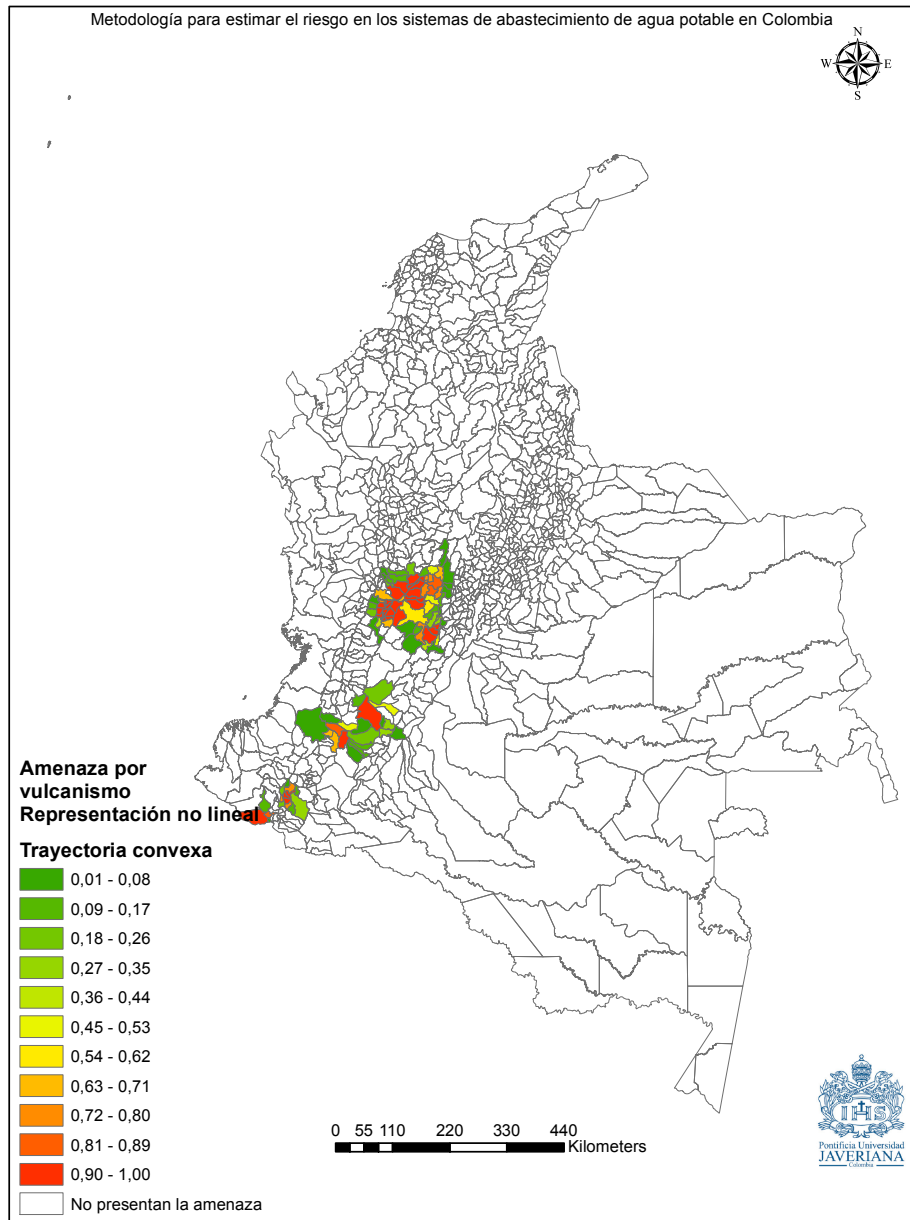 Metodología para estimar el riesgo en los sistemas de abastecimiento de agua potable en Colombia
N
W E
S
Amenaza por
vulcanismo
Representación no lineal
Trayectoria convexa
0,01 - 0,08
0,09 - 0,17
0,18 - 0,26
0,27 - 0,35
0,36 - 0,44
0,45 - 0,53
0,54 - 0,62
0,63 - 0,71
0,72 - 0,80
0,81 - 0,89
0,90 - 1,00
No presentan la amenaza
0 55 110 220 330 440
Kilometers
IHS
Pontificia Universidad
JAVERIANA
Colombia